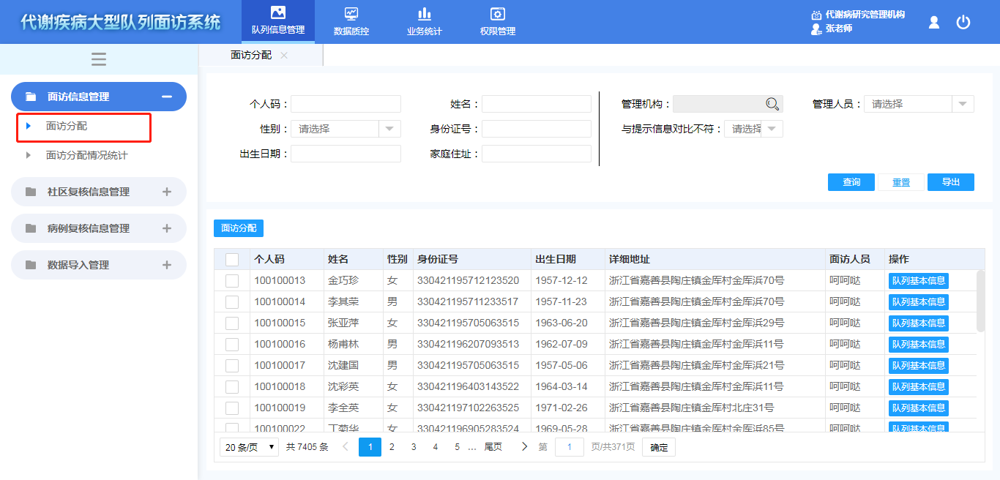 代谢疾病大型队列面访系统
队列信息管理
数据质控
业务统计
权限管理
代谢病研究管理机构
张老师
面访信息管理
面访分配
面访分配情况统计
社区复核信息管理
病例复核信息管理
数据导入管理
面访分配
个人码： 姓名： 管理机构： 管理人员： 请选择
性别： 请选择 身份证号： 与提示信息对比不符： 请选择
出生日期： 家庭住址：
查询 重置 导出
面访分配
个人码 姓名 性别 身份证号 出生日期 详细地址 面访人员 操作
100100013 金巧珍 女 330421195712123520 1957-12-12 浙江省嘉善县陶庄镇金厍村金厍浜70号 呵呵哒 队列基本信息
100100014 李其荣 男 330421195711233517 1957-11-23 浙江省嘉善县陶庄镇金厍村金厍浜70号 呵呵哒 队列基本信息
100100015 张亚萍 女 330421195705063515 1963-06-20 浙江省嘉善县陶庄镇金厍村金厍浜29号 呵呵哒 队列基本信息
100100016 杨甫林 男 330421196207093513 1962-07-09 浙江省嘉善县陶庄镇金厍村金厍浜11号 呵呵哒 队列基本信息
100100017 沈建国 男 330421195705063515 1957-05-06 浙江省嘉善县陶庄镇金厍村金厍浜21号 呵呵哒 队列基本信息
100100018 沈彩英 女 330421196403143522 1964-03-14 浙江省嘉善县陶庄镇金厍村金厍浜11号 呵呵哒 队列基本信息
100100019 李全英 女 330421197102263525 1971-02-26 浙江省嘉善县陶庄镇金厍村北庄31号 呵呵哒 队列基本信息
100100022 丁菊华 女 330421196905283524 1969-05-28 浙江省嘉善县陶庄镇金厍村金厍浜85号 呵呵哒 队列基本信息
20 条/页 共 7405 条 1 2 3 4 5 ... 尾页 第 1 页/共371页 确定